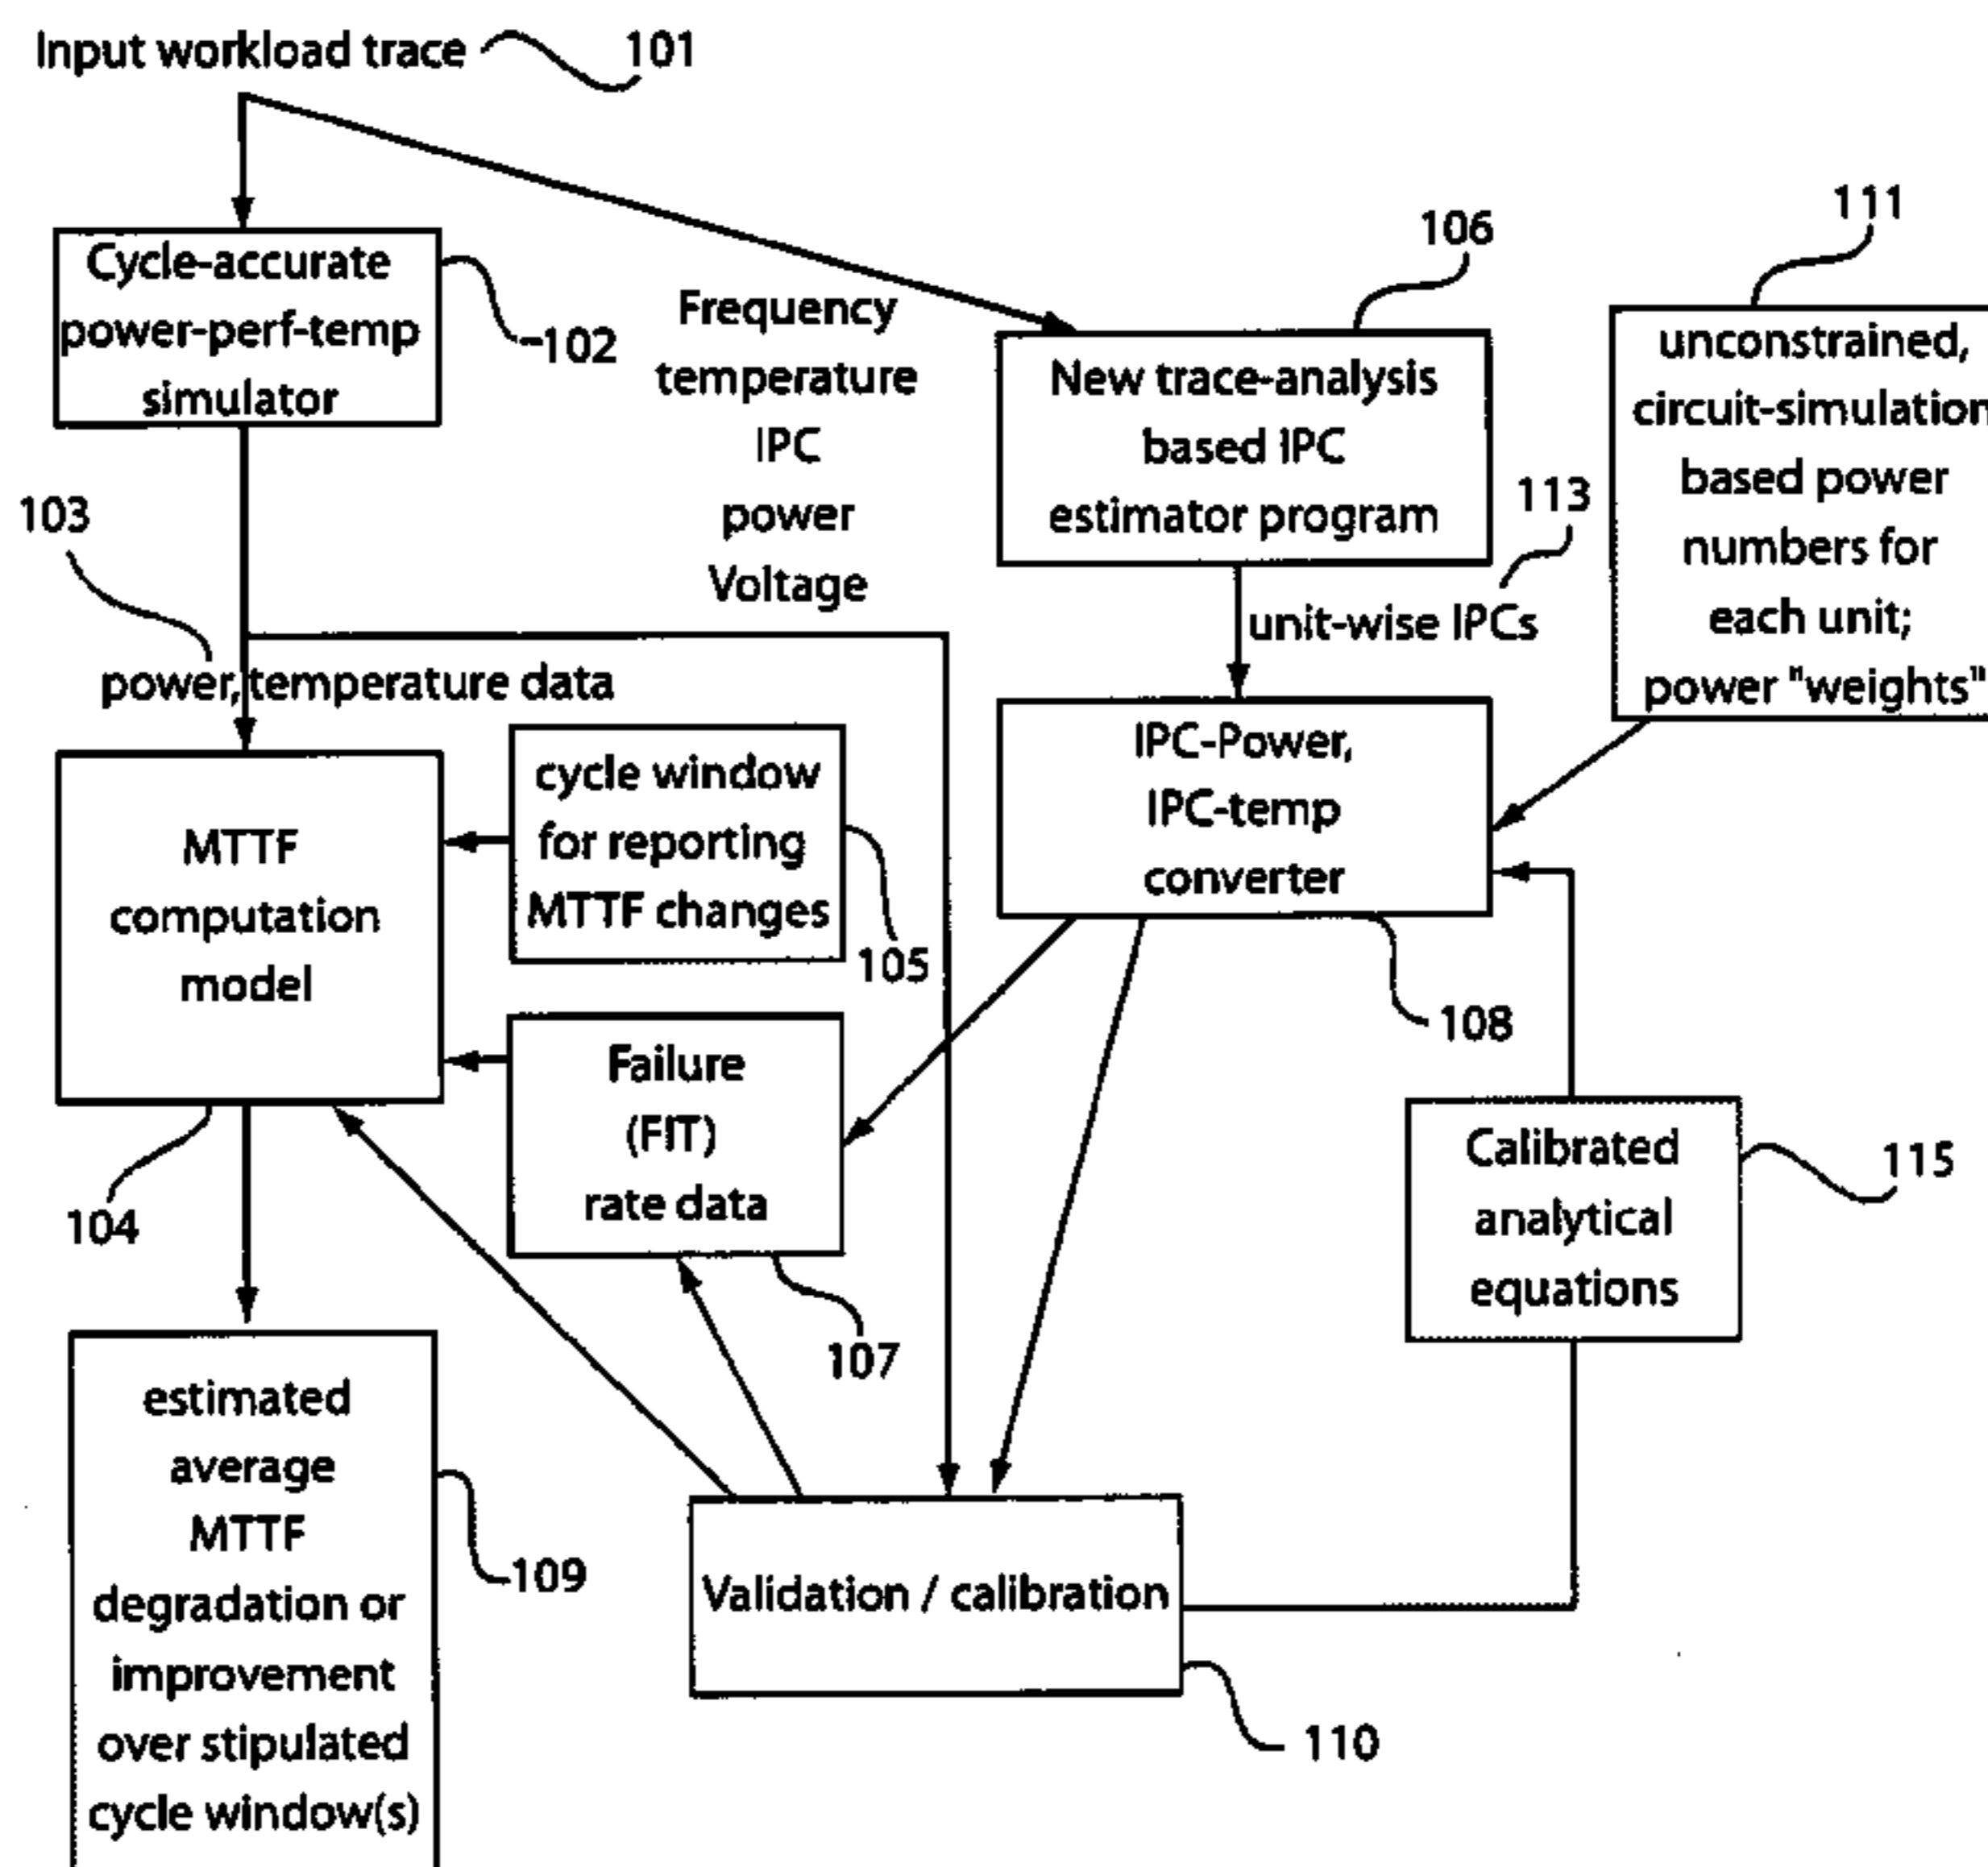 Input workload trace
101
Cycle-accurate
power-perf-temp
simulator
102
Frequency
temperature
IPC
power
Voltage
106
New trace-analysis
based IPC
estimator program
111
unconstrained,
circuit-simulation
based power
numbers for
each unit;
power "weights"
103
power, temperature data
113
unit-wise IPCs
MTTF
computation
model
104
cycle window
for reporting
MTTF changes
105
IPC-Power,
IPC-temp
converter
108
Failure
(FIT)
rate data
107
Calibrated
analytical
equations
115
estimated
average
MTTF
degradation or
improvement
over stipulated
cycle window(s)
109
Validation / calibration
110